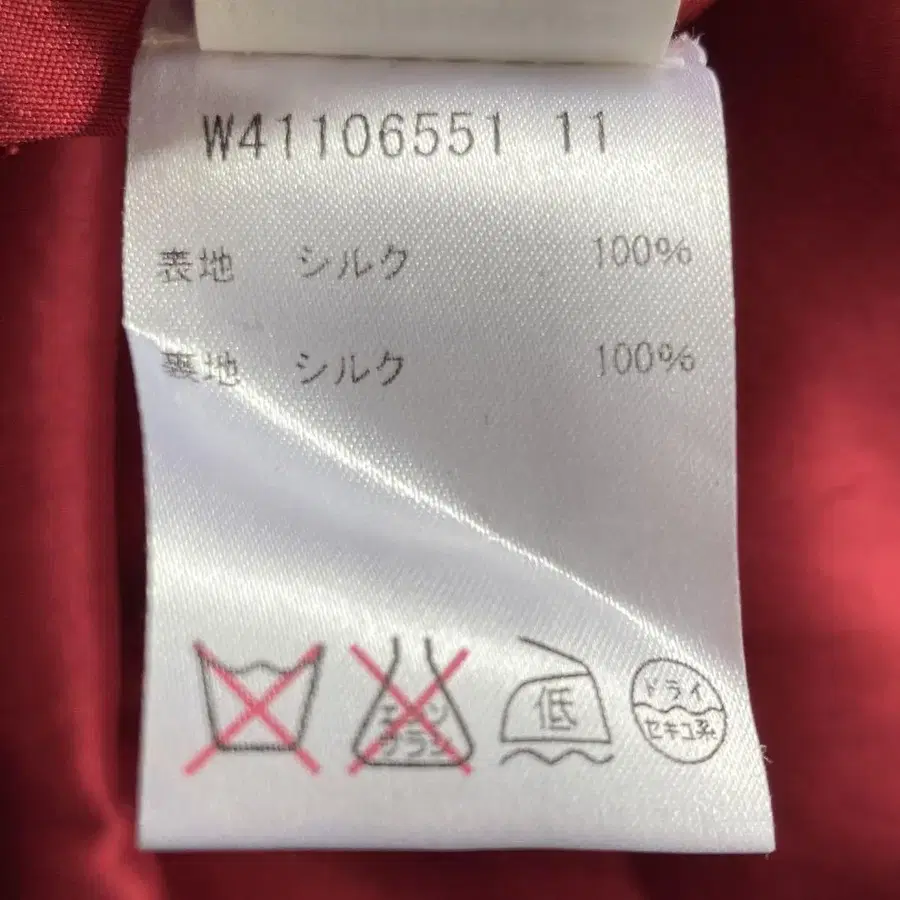 W41106551 11
表地 シルク 100%
裏地 シルク 100%
エンソ
サラシ
低
ドライ
セキユ系